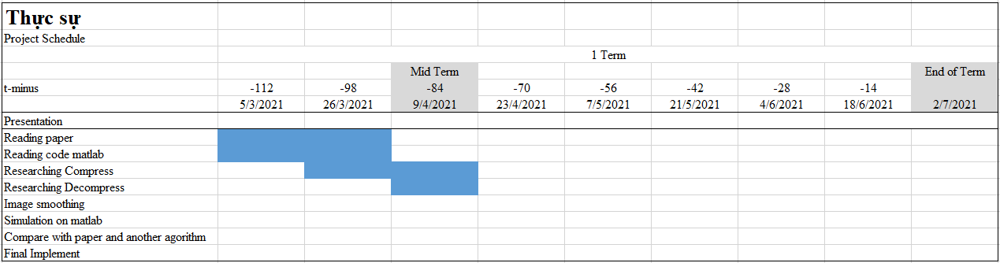 Thực sự
Project Schedule
1 Term
Mid Term End of Term
t-minus -112 -98 -84 -70 -56 -42 -28 -14
5/3/2021 26/3/2021 9/4/2021 23/4/2021 7/5/2021 21/5/2021 4/6/2021 18/6/2021 2/7/2021
Presentation
Reading paper
Reading code matlab
Researching Compress
Researching Decompress
Image smoothing
Simulation on matlab
Compare with paper and another agorithm
Final Implement